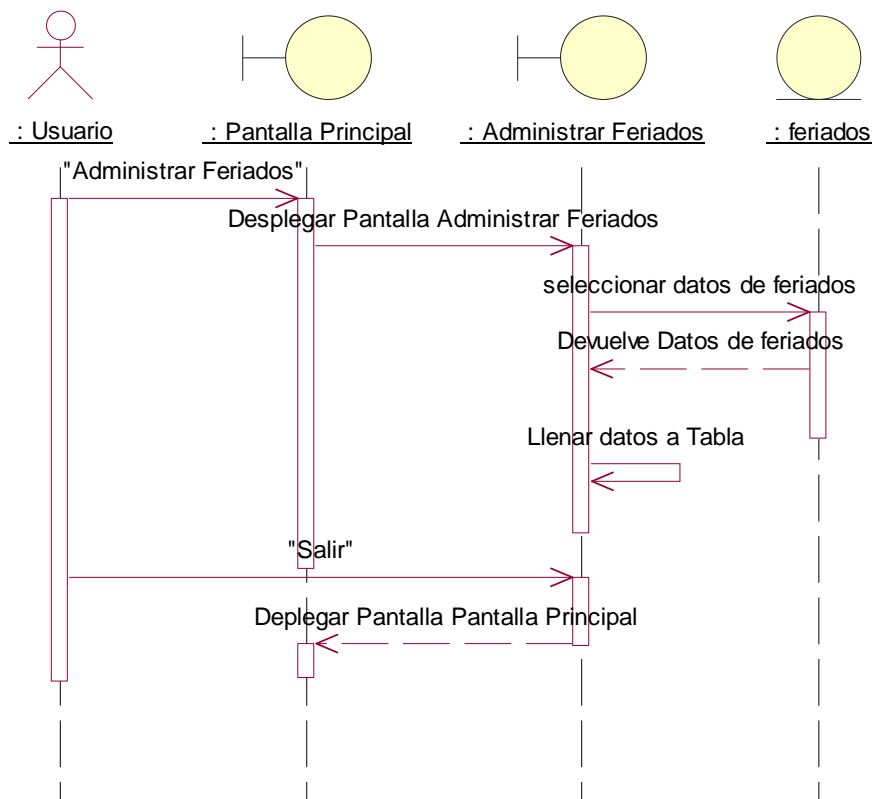 : Usuario
: Pantalla Principal
: Administrar Feriados
: feriados
"Administrar Feriados"
Desplegar Pantalla Administrar Feriados
seleccionar datos de feriados
Devuelve Datos de feriados
Llenar datos a Tabla
"Salir"
Deplegar Pantalla Pantalla Principal